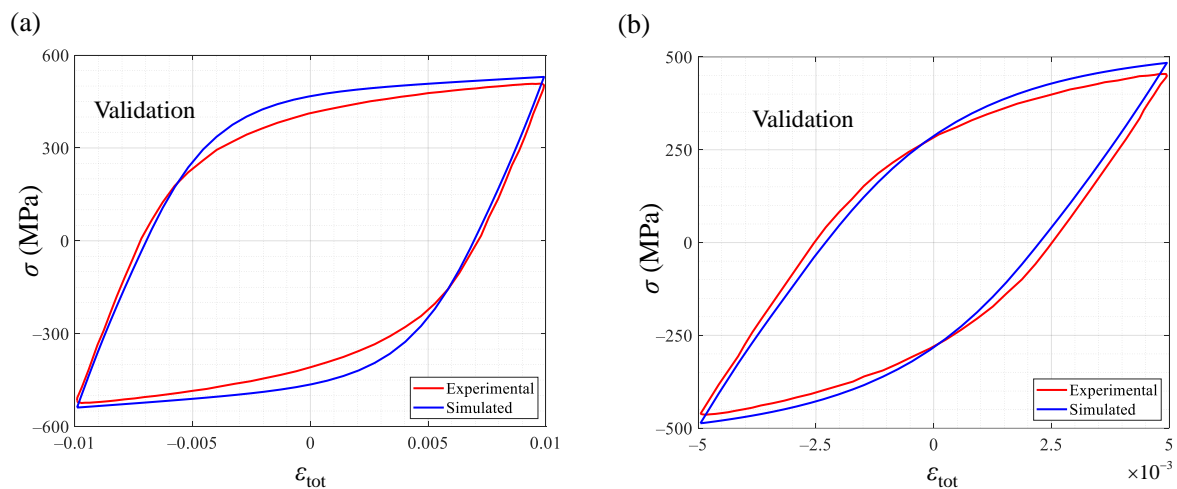 (a)
600
300
0
−300
−600
σ (MPa)
Validation
Experimental
Simulated
−0.01
−0.005
0
0.005
0.01
ε_tot
(b)
500
250
0
−250
−500
σ (MPa)
Validation
Experimental
Simulated
−5
−2.5
0
2.5
5
×10⁻³
ε_tot